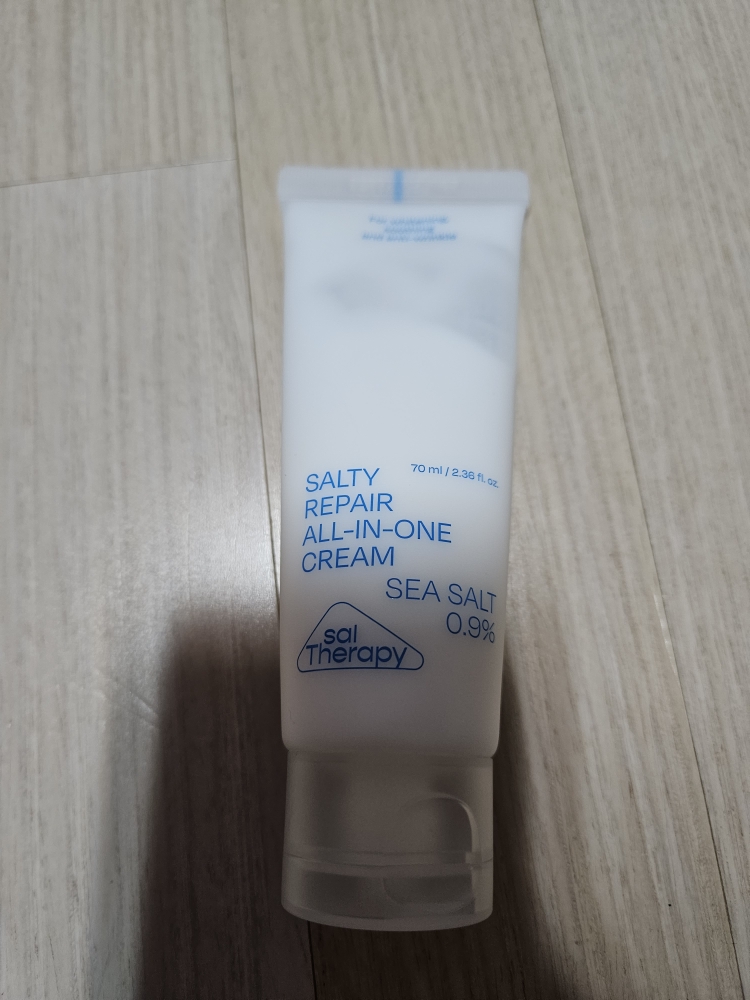 70 ml / 2.36 fl. oz.
SALTY
REPAIR
ALL-IN-ONE
CREAM
SEA SALT
0.9%
sal
Therapy